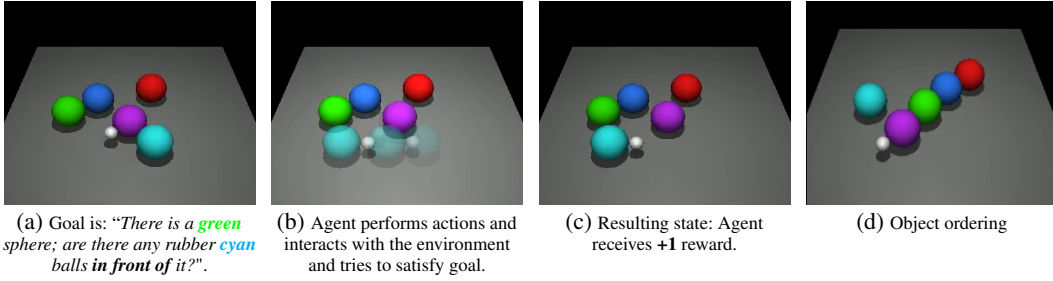 (a) Goal is: “There is a green
sphere; are there any rubber cyan
balls in front of it?".
(b) Agent performs actions and
interacts with the environment
and tries to satisfy goal.
(c) Resulting state: Agent
receives +1 reward.
(d) Object ordering